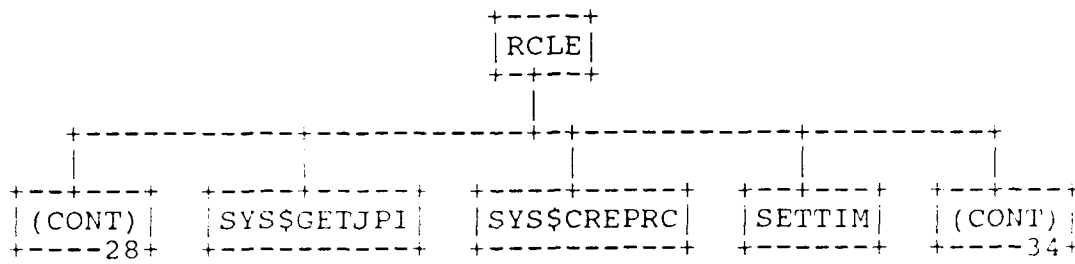 RCLE
(CONT) SYS$GETJPI SYS$CREPRC SETTIM (CONT)
28 34